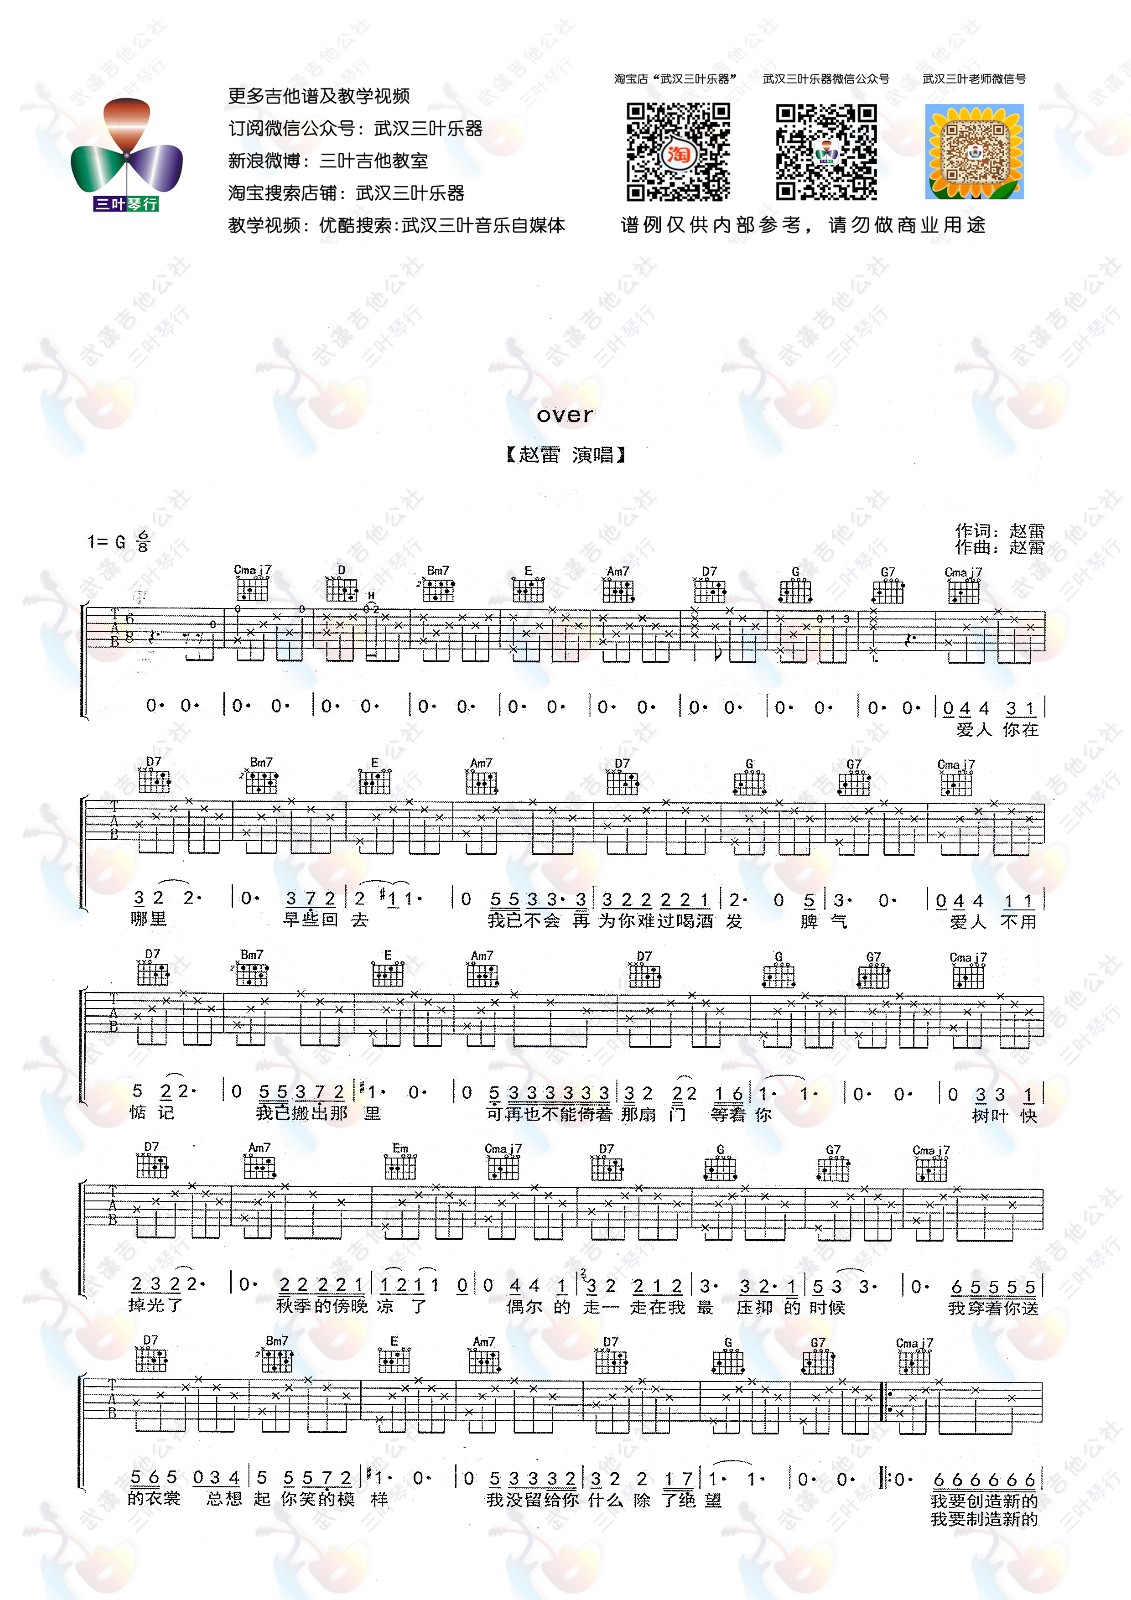 更多吉他谱及教学视频
订阅微信公众号：武汉三叶乐器
新浪微博：三叶吉他教室
淘宝搜索店铺：武汉三叶乐器
教学视频：优酷搜索:武汉三叶音乐自媒体
三叶琴行
淘宝店“武汉三叶乐器” 武汉三叶乐器微信公众号 武汉三叶老师微信号
淘
谱例仅供内部参考，请勿做商业用途
over
【赵雷 演唱】
1= G 6/8
作词：赵雷
作曲：赵雷
Cmaj7 D Bm7 E Am7 D7 G G7 Cmaj7
H
0 0 0 0 2 0 1 3
T A B 6 8
0· 0· | 0· 0· | 0· 0· | 0· 0· | 0· 0· | 0· 0· | 0· 0· | 0· 0· | 0· 0· | 0 4 4 3 1 |
爱人 你在
D7 Bm7 E Am7 D7 G G7 Cmaj7
T A B
3 2 2· | 0· 3 7 2 | 2 #1 1· | 0 5 5 3 3· 3 | 3 2 2 2 2 1 | 2· 0 5 | 3· 0· | 0 4 4 1 1 |
哪里 早些回 去 我已不会 再 为你难过喝酒 发 脾 气 爱人 不用
D7 Bm7 E Am7 D7 G G7 Cmaj7
T A B
5 2 2· | 0 5 5 3 7 2 | #1· 0· | 0 5 3 3 3 3 3 3 | 3 2 2 2 1 6 | 1· 1· | 0· 0· | 0 3 3 1 |
惦 记 我已搬出那 里 可再也不能倚着 那扇 门 等着 你 树叶 快
D7 Am7 Em Cmaj7 D7 G G7 Cmaj7
T A B
2 3 2 2· | 0· 2 2 2 2 1 | 1 2 1 1 0 | 0 4 4 1 | 3 2 2 1 2 | 3· 3 2· 1 | 5 3 3· | 0 6 5 5 5 5 |
掉光了 秋季的傍晚 凉 了 偶尔 的 走一 走在我 最 压抑 的 时候 我穿着你送
D7 Bm7 E Am7 D7 G G7 Cmaj7
T A B
5 6 5 0 3 4 | 5 5 5 7 2 | #1· 0· | 0 5 3 3 3 2 | 3 2 2 1 7 | 1· 1· | 0· 0· 0· 6 6 6 6 6 6 |
的衣裳 总想 起 你笑的模 样 我没留给你 什么 除 了绝 望 我要创造新的
我要制造新的
武漢吉他公社
三叶琴行